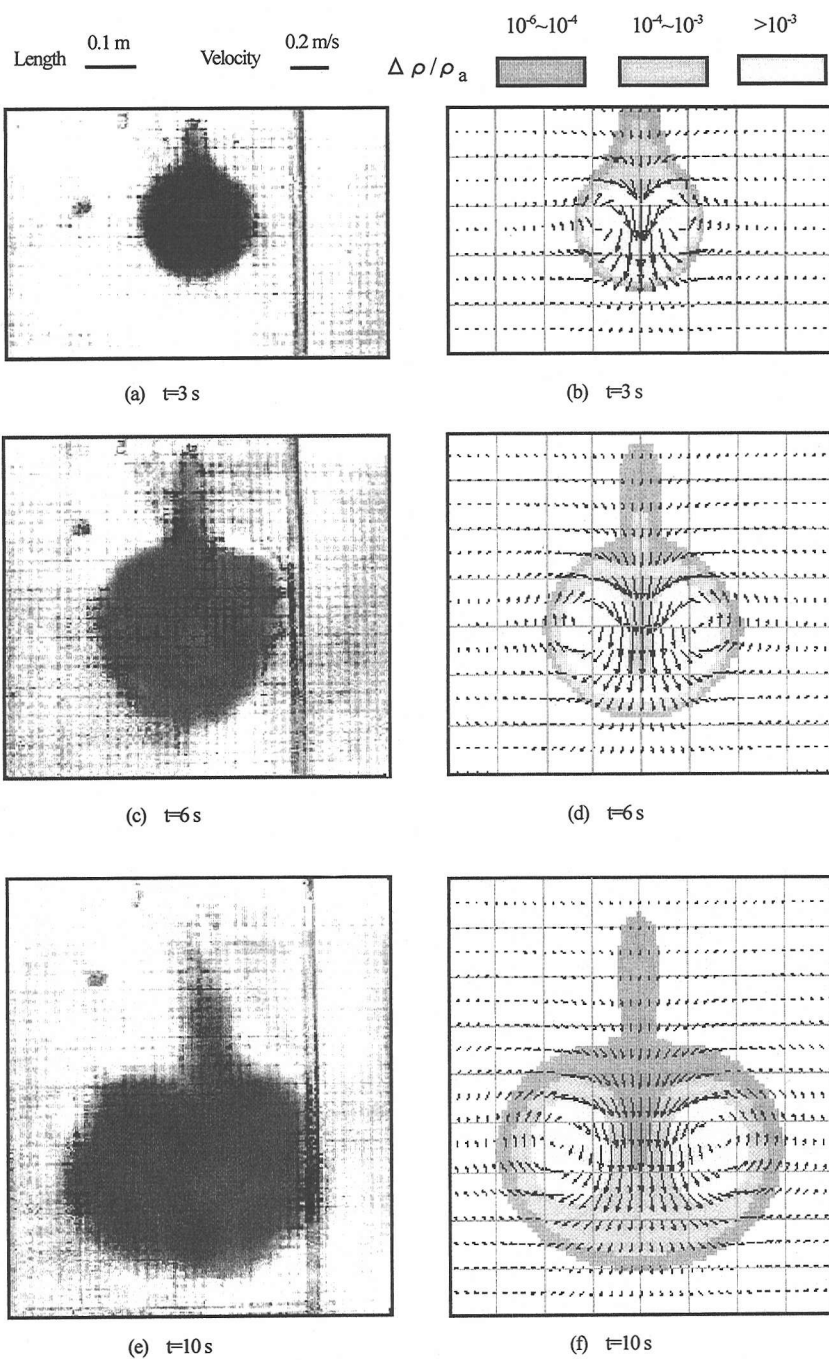 Length 0.1 m Velocity 0.2 m/s Δ ρ/ρa 10-6~10-4 10-4~10-3 >10-3
(a) t=3 s (b) t=3 s
(c) t=6 s (d) t=6 s
(e) t=10 s (f) t=10 s